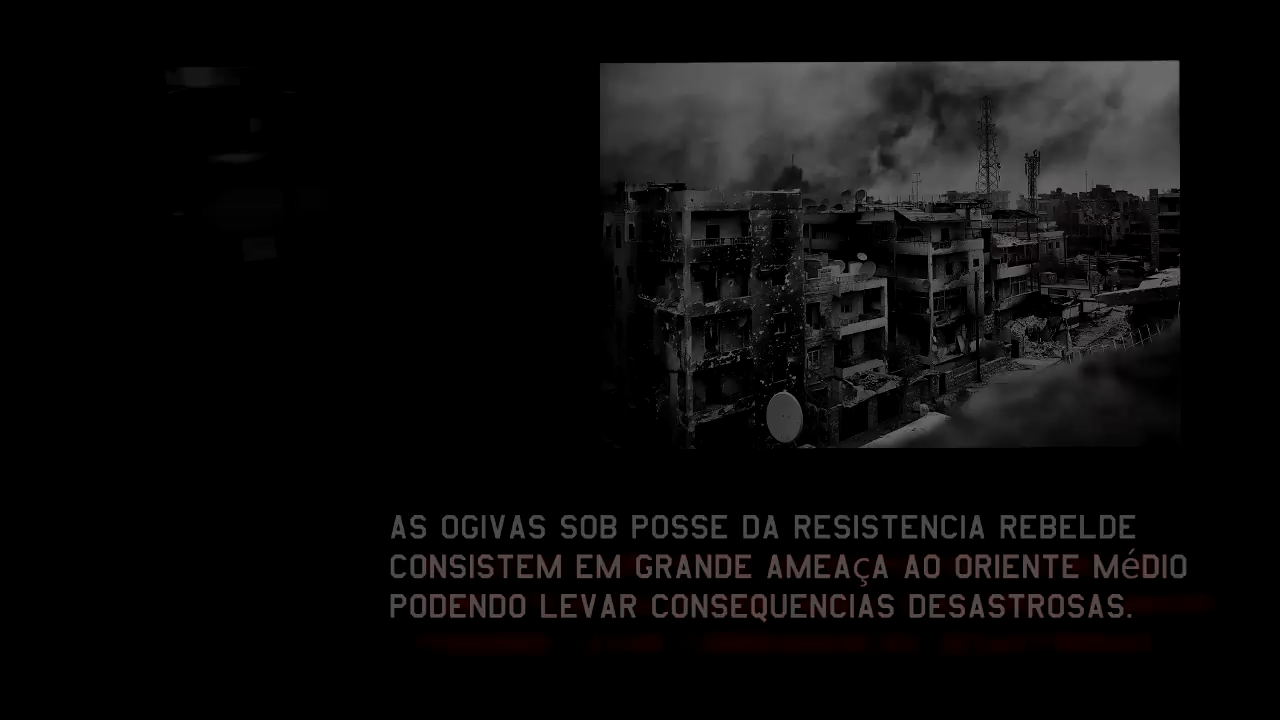 AS OGIVAS SOB POSSE DA RESISTENCIA REBELDE
CONSISTEM EM GRANDE AMEAçA AO ORIENTE MéDIO
PODENDO LEVAR CONSEQUENCIAS DESASTROSAS.